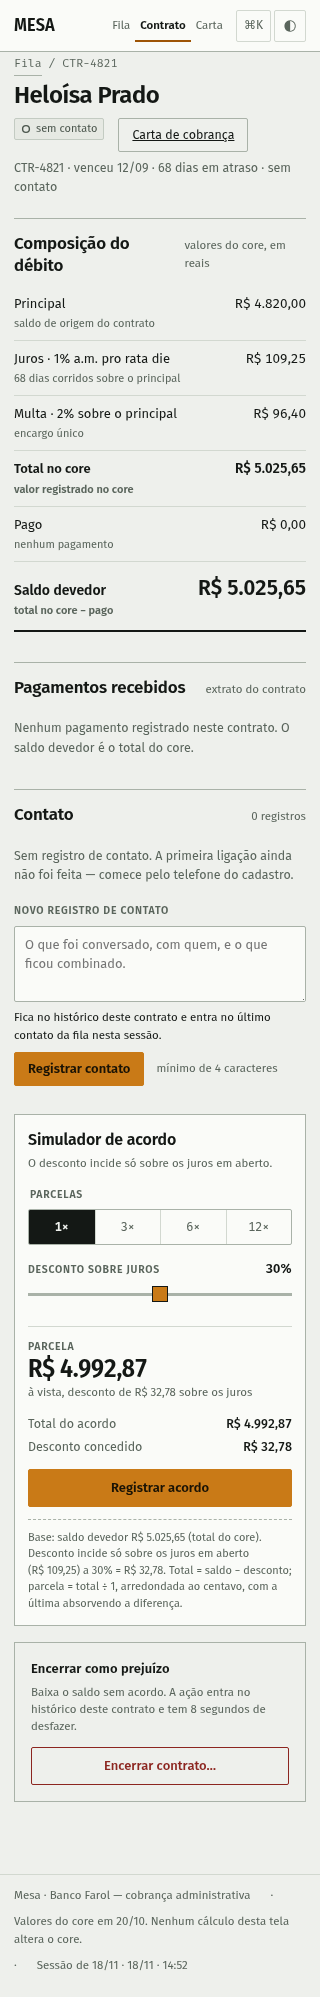 MESA Fila Contrato Carta ⌘K
Fila / CTR-4821
Heloísa Prado
sem contato Carta de cobrança
CTR-4821 · venceu 12/09 · 68 dias em atraso · sem
contato
Composição do
débito
valores do core, em
reais
Principal R$ 4.820,00
saldo de origem do contrato
Juros · 1% a.m. pro rata die R$ 109,25
68 dias corridos sobre o principal
Multa · 2% sobre o principal R$ 96,40
encargo único
Total no core R$ 5.025,65
valor registrado no core
Pago R$ 0,00
nenhum pagamento
Saldo devedor R$ 5.025,65
total no core − pago
Pagamentos recebidos extrato do contrato
Nenhum pagamento registrado neste contrato. O
saldo devedor é o total do core.
Contato 0 registros
Sem registro de contato. A primeira ligação ainda
não foi feita — comece pelo telefone do cadastro.
NOVO REGISTRO DE CONTATO
O que foi conversado, com quem, e o que
ficou combinado.
Fica no histórico deste contrato e entra no último
contato da fila nesta sessão.
Registrar contato mínimo de 4 caracteres
Simulador de acordo
O desconto incide só sobre os juros em aberto.
PARCELAS
1× 3× 6× 12×
DESCONTO SOBRE JUROS 30%
PARCELA
R$ 4.992,87
à vista, desconto de R$ 32,78 sobre os juros
Total do acordo R$ 4.992,87
Desconto concedido R$ 32,78
Registrar acordo
Base: saldo devedor R$ 5.025,65 (total do core).
Desconto incide só sobre os juros em aberto
(R$ 109,25) a 30% = R$ 32,78. Total = saldo − desconto;
parcela = total ÷ 1, arredondada ao centavo, com a
última absorvendo a diferença.
Encerrar como prejuízo
Baixa o saldo sem acordo. A ação entra no
histórico deste contrato e tem 8 segundos de
desfazer.
Encerrar contrato...
Mesa · Banco Farol — cobrança administrativa ·
Valores do core em 20/10. Nenhum cálculo desta tela
altera o core.
· Sessão de 18/11 · 18/11 · 14:52